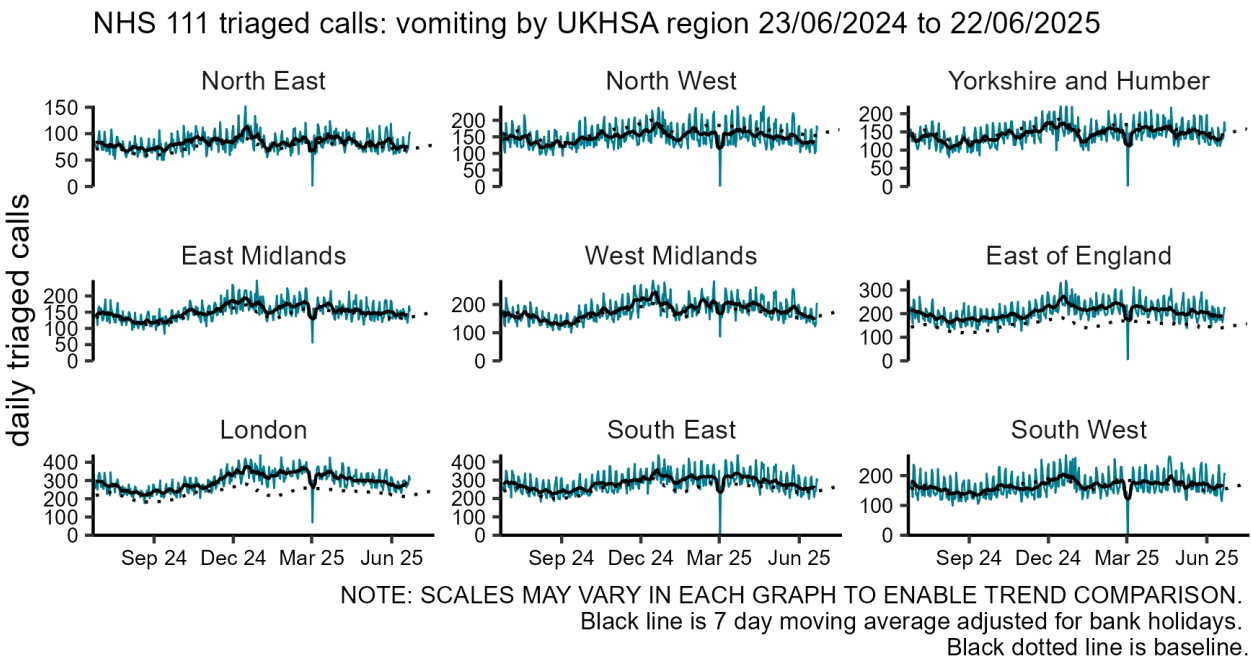 NHS 111 triaged calls: vomiting by UKHSA region 23/06/2024 to 22/06/2025
North East
North West
Yorkshire and Humber
150
100
50
0
200
150
100
50
0
200
150
100
50
0
daily triaged calls
East Midlands
West Midlands
East of England
200
150
100
50
0
200
100
0
300
200
100
0
London
South East
South West
400
300
200
100
0
400
300
200
100
0
200
100
0
Sep 24 Dec 24 Mar 25 Jun 25
Sep 24 Dec 24 Mar 25 Jun 25
Sep 24 Dec 24 Mar 25 Jun 25
NOTE: SCALES MAY VARY IN EACH GRAPH TO ENABLE TREND COMPARISON.
Black line is 7 day moving average adjusted for bank holidays.
Black dotted line is baseline.